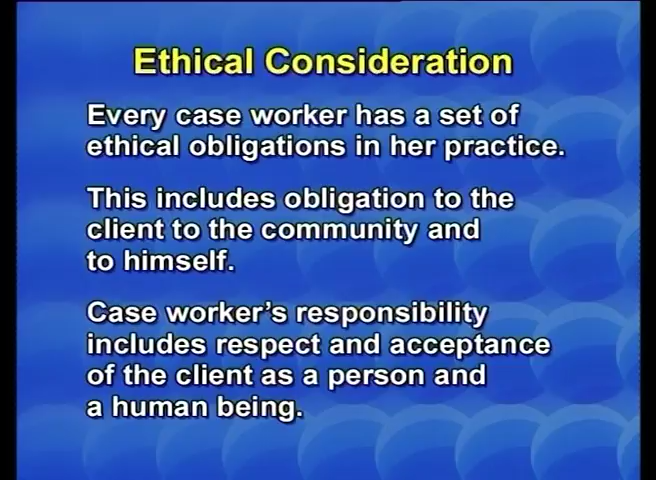 Ethical Consideration
Every case worker has a set of
ethical obligations in her practice.
This includes obligation to the
client to the community and
to himself.
Case worker's responsibility
includes respect and acceptance
of the client as a person and
a human being.